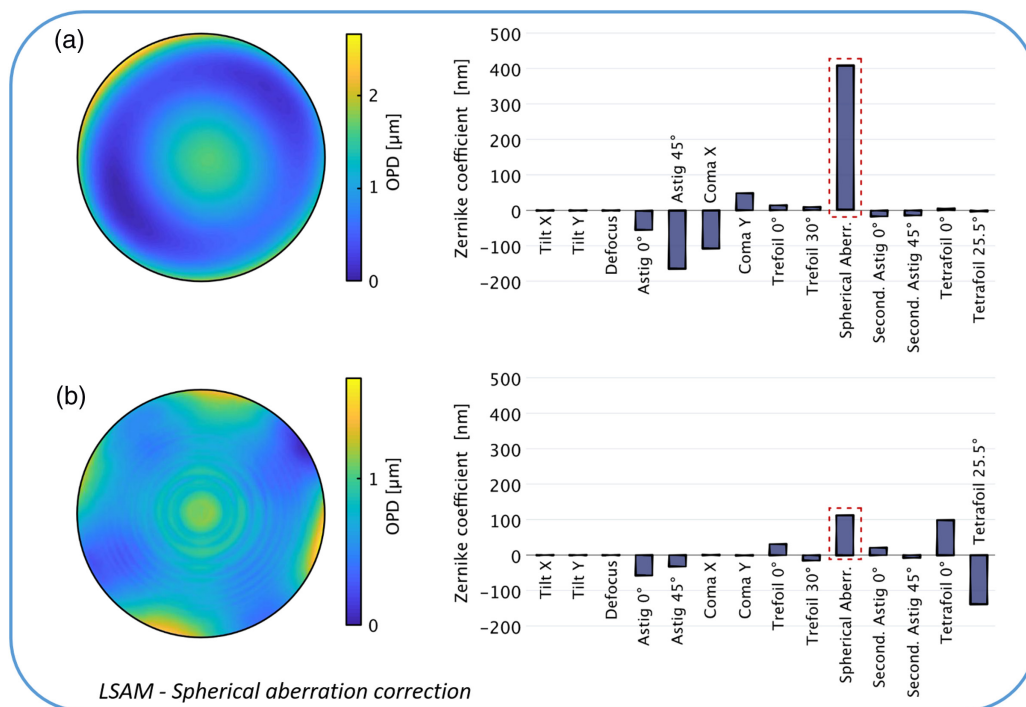 (a)
2
1
0
OPD [μm]
Zernike coefficient [nm]
500
400
300
200
100
0
−100
−200
Tilt X
Tilt Y
Defocus
Astig 0°
Astig 45°
Coma X
Coma Y
Trefoil 0°
Trefoil 30°
Spherical Aberr.
Second. Astig 0°
Second. Astig 45°
Tetrafoil 0°
Tetrafoil 25.5°
(b)
1
0
OPD [μm]
Zernike coefficient [nm]
500
400
300
200
100
0
−100
−200
Tilt X
Tilt Y
Defocus
Astig 0°
Astig 45°
Coma X
Coma Y
Trefoil 0°
Trefoil 30°
Spherical Aberr.
Second. Astig 0°
Second. Astig 45°
Tetrafoil 0°
Tetrafoil 25.5°
LSAM - Spherical aberration correction